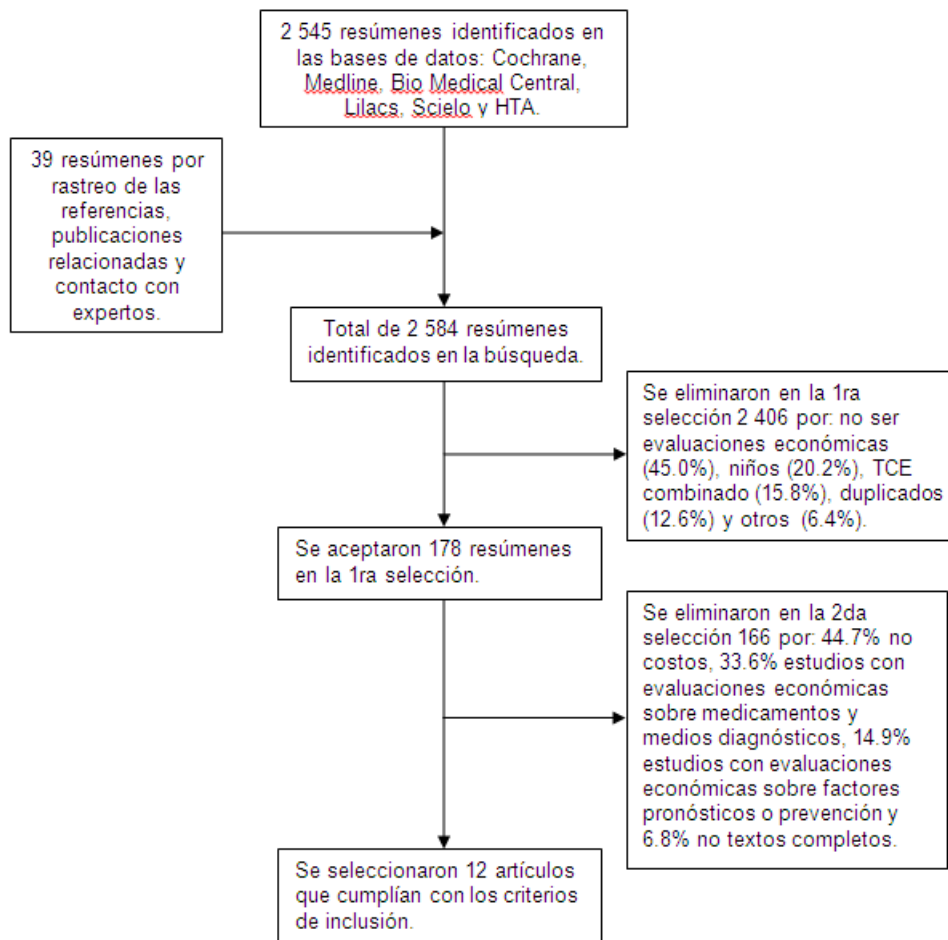 2 545 resúmenes identificados en
las bases de datos: Cochrane,
Medline, Bio Medical Central,
Lilacs, Scielo y HTA.
39 resúmenes por
rastreo de las
referencias,
publicaciones
relacionadas y
contacto con
expertos.
Total de 2 584 resúmenes
identificados en la búsqueda.
Se eliminaron en la 1ra
selección 2 406 por: no ser
evaluaciones económicas
(45.0%), niños (20.2%), TCE
combinado (15.8%), duplicados
(12.6%) y otros (6.4%).
Se aceptaron 178 resúmenes
en la 1ra selección.
Se eliminaron en la 2da
selección 166 por: 44.7% no
costos, 33.6% estudios con
evaluaciones económicas
sobre medicamentos y
medios diagnósticos, 14.9%
estudios con evaluaciones
económicas sobre factores
pronósticos o prevención y
6.8% no textos completos.
Se seleccionaron 12 artículos
que cumplían con los criterios
de inclusión.